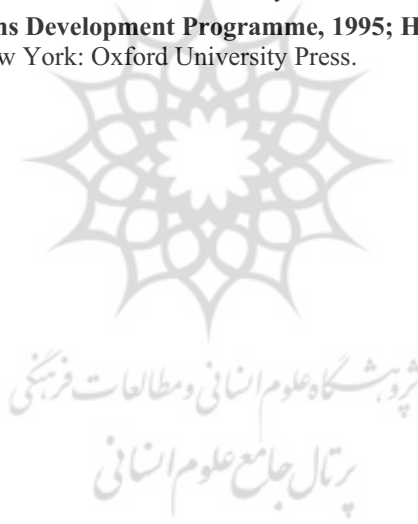 ns Development Programme, 1995; H
w York: Oxford University Press.
پژوهشگاه علوم انسانی و مطالعات فرهنگی
پرتال جامع علوم انسانی